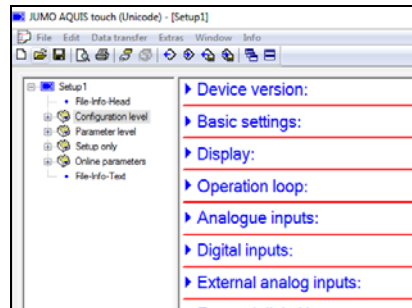 JUMO AQUIS touch (Unicode) - [Setup1]
File Edit Data transfer Extras Window Info
Setup1
File-Info-Head
Configuration level
Parameter level
Setup only
Online parameters
File-Info-Text
Device version:
Basic settings:
Display:
Operation loop:
Analogue inputs:
Digital inputs:
External analog inputs: